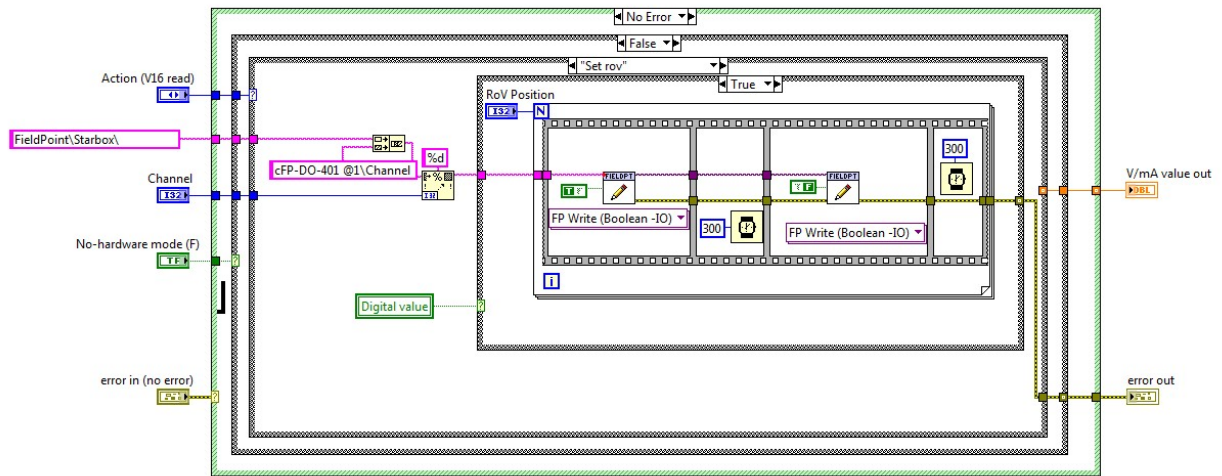 No Error
False
"Set rov"
True
Action (V16 read)
RoV Position
I32
N
FieldPoint\Starbox\
%d
300
cFP-DO-401 @1\Channel
FIELDPT
FIELDPT
V/mA value out
DBL
Channel
I32
T
F
FP Write (Boolean -IO)
300
FP Write (Boolean -IO)
No-hardware mode (F)
TF
i
Digital value
error in (no error)
error out